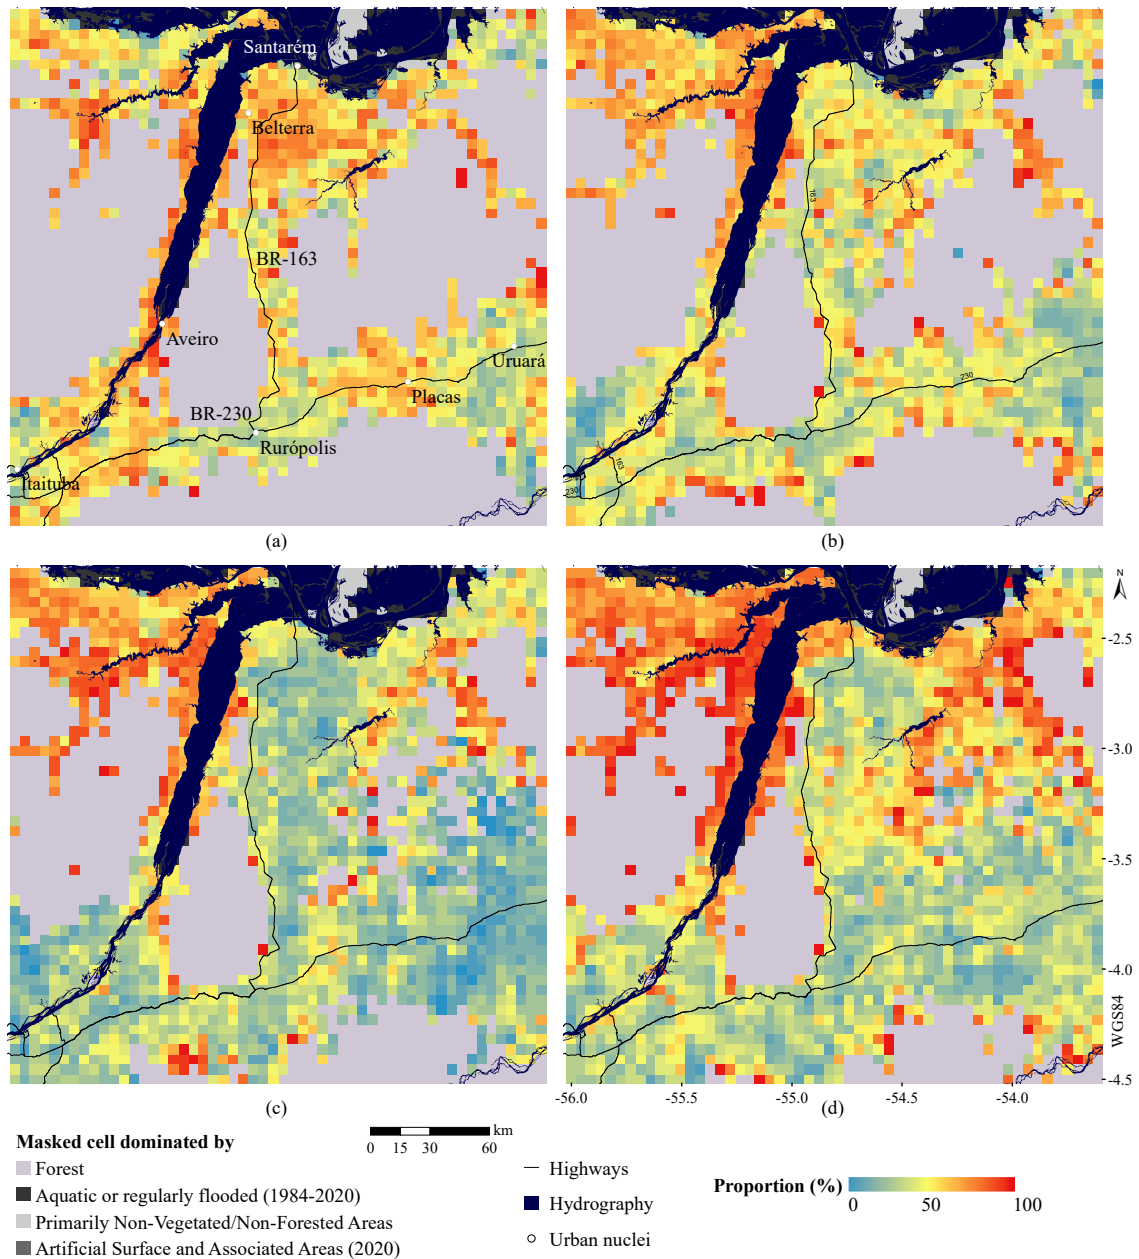 Santarém
Belterra
BR-163
Aveiro
Uruará
Placas
BR-230
Rurópolis
Itaituba
(a)
163
230
163
230
(b)
(c)
N
-2.5
-3.0
-3.5
-4.0
WGS84
-4.5
-56.0 -55.5 -55.0 -54.5 -54.0
(d)
Masked cell dominated by
Forest
Aquatic or regularly flooded (1984-2020)
Primarily Non-Vegetated/Non-Forested Areas
Artificial Surface and Associated Areas (2020)
km
0 15 30 60
Highways
Hydrography
Urban nuclei
Proportion (%)
0 50 100